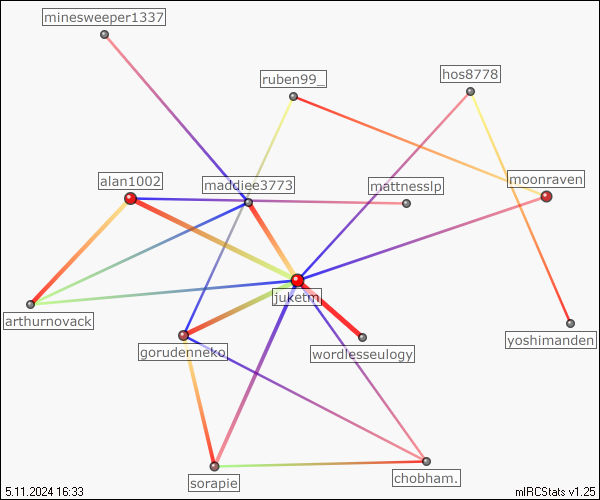 minesweeper1337
ruben99_
hos8778
alan1002
maddiee3773
mattnesslp
moonraven
juketm
arthurnovack
gorudenneko
wordlesseulogy
yoshimanden
sorapie
chobham.
5.11.2024 16:33
mIRCStats v1.25